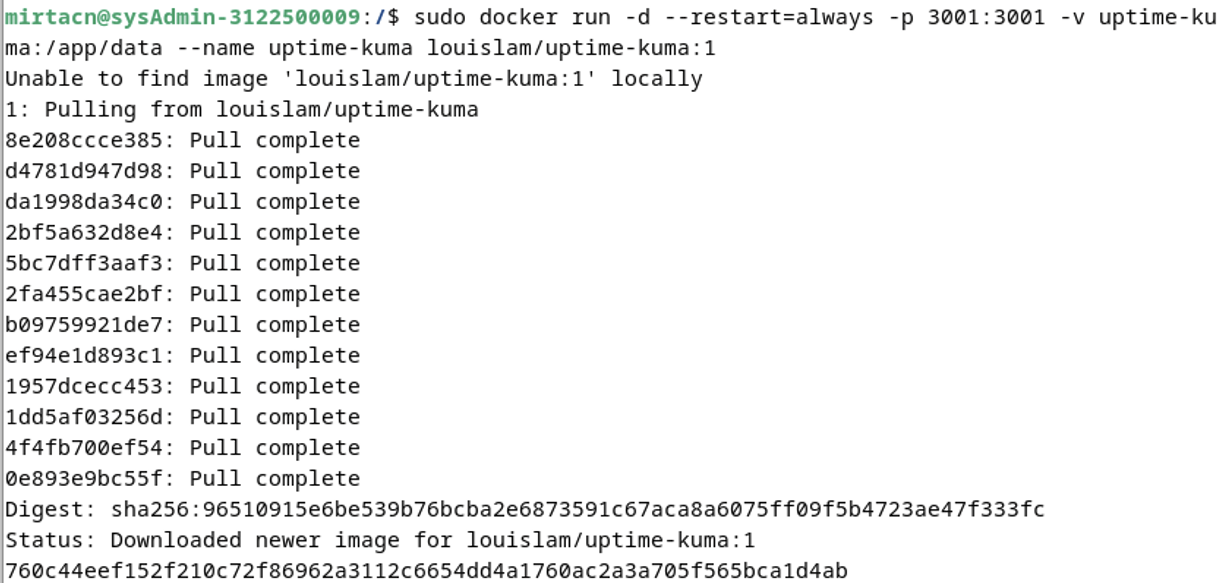 mirtacn@sysAdmin-3122500009:/$ sudo docker run -d --restart=always -p 3001:3001 -v uptime-ku
ma:/app/data --name uptime-kuma louislam/uptime-kuma:1
Unable to find image 'louislam/uptime-kuma:1' locally
1: Pulling from louislam/uptime-kuma
8e208ccce385: Pull complete
d4781d947d98: Pull complete
da1998da34c0: Pull complete
2bf5a632d8e4: Pull complete
5bc7dff3aaf3: Pull complete
2fa455cae2bf: Pull complete
b09759921de7: Pull complete
ef94e1d893c1: Pull complete
1957dcecc453: Pull complete
1dd5af03256d: Pull complete
4f4fb700ef54: Pull complete
0e893e9bc55f: Pull complete
Digest: sha256:96510915e6be539b76bcba2e6873591c67aca8a6075ff09f5b4723ae47f333fc
Status: Downloaded newer image for louislam/uptime-kuma:1
760c44eef152f210c72f86962a3112c6654dd4a1760ac2a3a705f565bca1d4ab